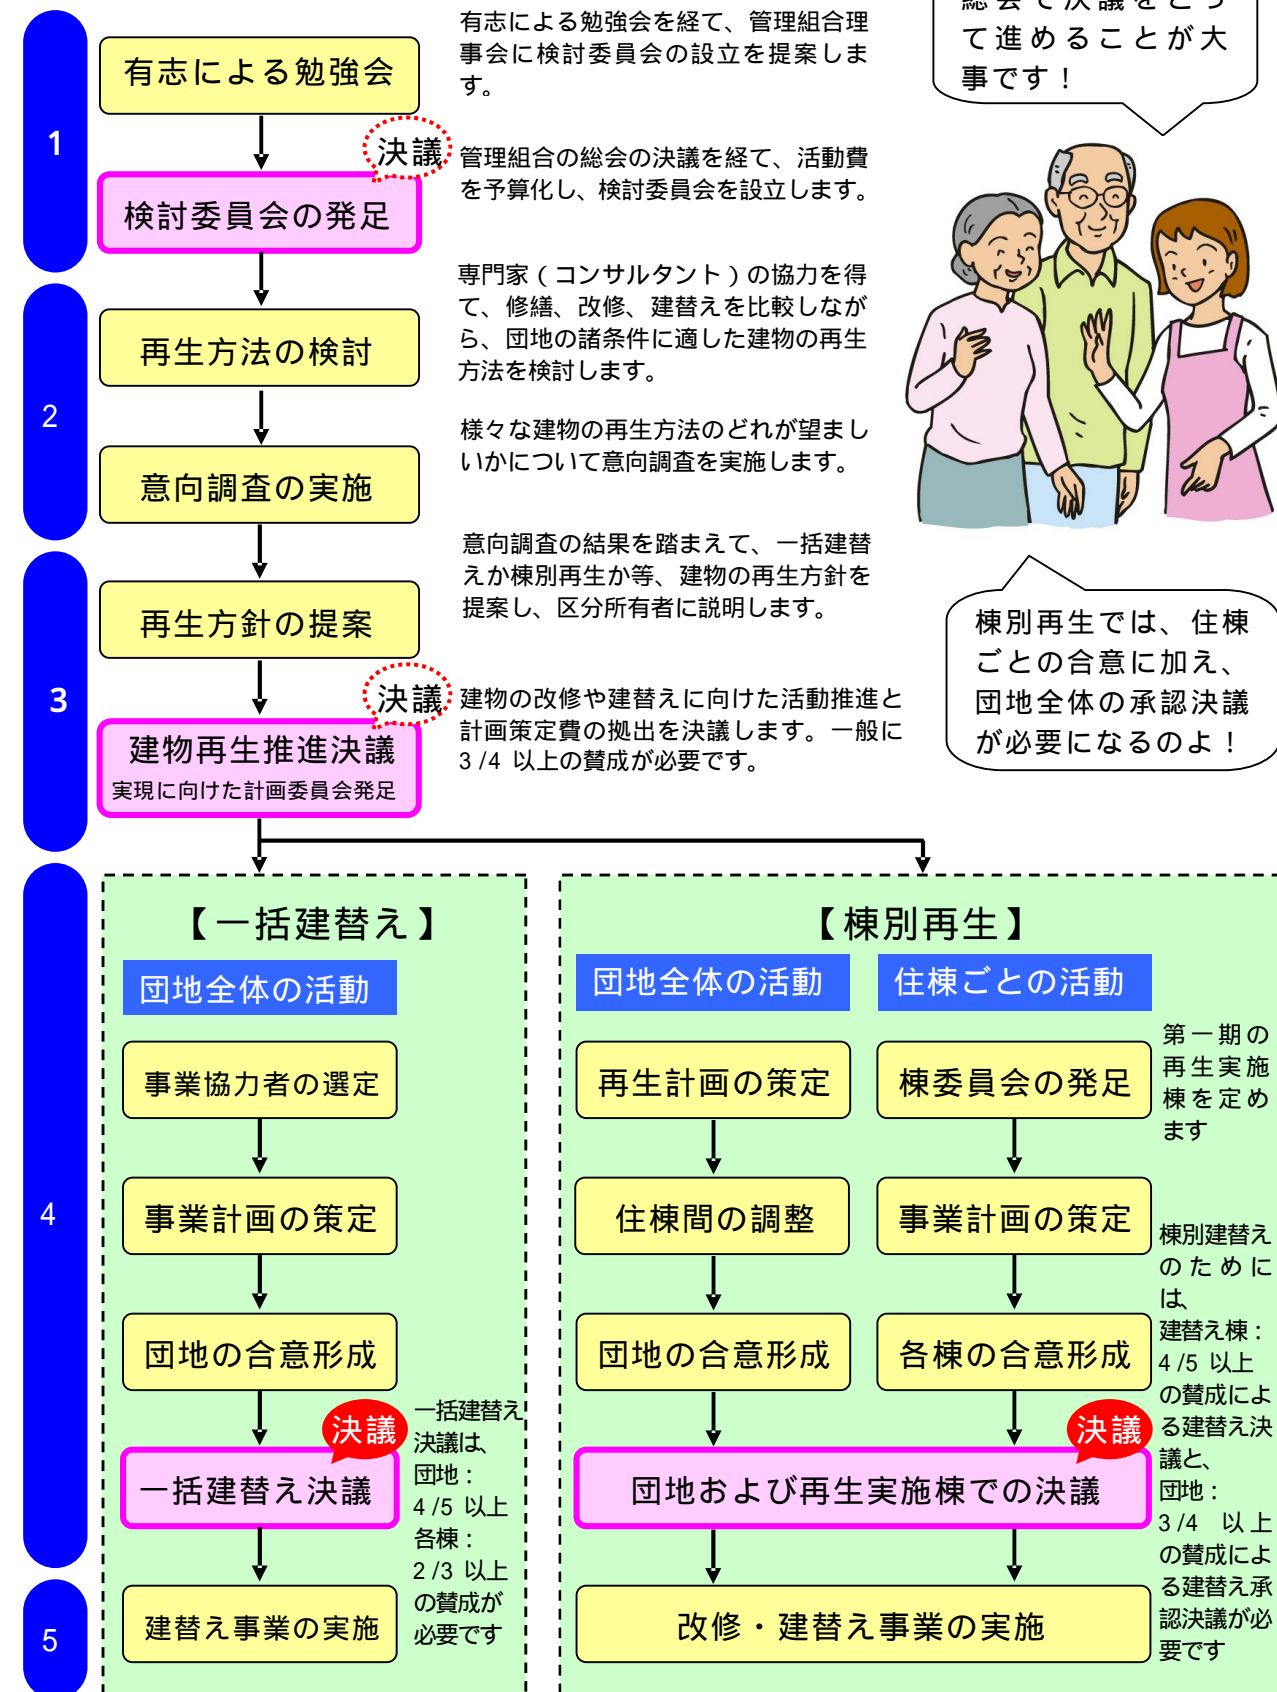 総会で決議をとっ
て進めることが大
事です！
1
有志による勉強会
有志による勉強会を経て、管理組合理
事会に検討委員会の設立を提案しま
す。
決議
検討委員会の発足
管理組合の総会の決議を経て、活動費
を予算化し、検討委員会を設立します。
2
再生方法の検討
専門家（コンサルタント）の協力を得
て、修繕、改修、建替えを比較しなが
ら、団地の諸条件に適した建物の再生
方法を検討します。
意向調査の実施
様々な建物の再生方法のどれが望まし
いかについて意向調査を実施します。
3
再生方針の提案
意向調査の結果を踏まえて、一括建替
えか棟別再生か等、建物の再生方針を
提案し、区分所有者に説明します。
決議
建物再生推進決議
実現に向けた計画委員会発足
建物の改修や建替えに向けた活動推進と
計画策定費の拠出を決議します。一般に
3/4 以上の賛成が必要です。
棟別再生では、住棟
ごとの合意に加え、
団地全体の承認決議
が必要になるのよ！
4
【一括建替え】
団地全体の活動
事業協力者の選定
事業計画の策定
団地の合意形成
決議
一括建替え決議
一括建替え
決議は、
団地：
4/5 以上
各棟：
2/3 以上
の賛成が
必要です
【棟別再生】
団地全体の活動
住棟ごとの活動
再生計画の策定
棟委員会の発足
第一期の
再生実施
棟を定め
ます
住棟間の調整
事業計画の策定
団地の合意形成
各棟の合意形成
決議
団地および再生実施棟での決議
棟別建替え
のために
は、
建替え棟：
4/5 以上
の賛成によ
る建替え決
議と、
団地：
3/4 以上
の賛成によ
る建替え承
認決議が必
要です
5
建替え事業の実施
改修・建替え事業の実施